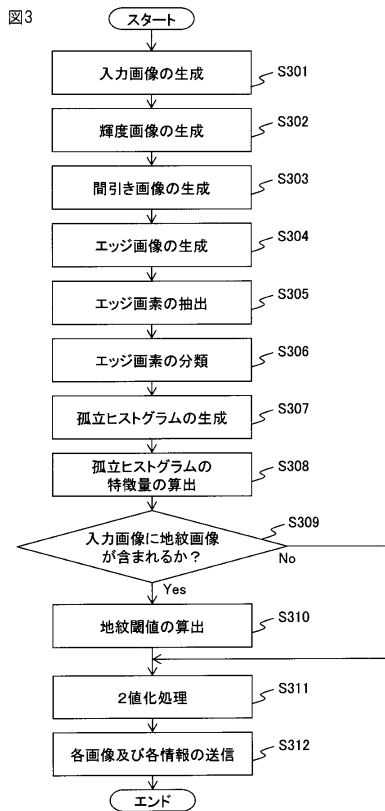 図3
スタート
入力画像の生成
S301
輝度画像の生成
S302
間引き画像の生成
S303
エッジ画像の生成
S304
エッジ画素の抽出
S305
エッジ画素の分類
S306
孤立ヒストグラムの生成
S307
孤立ヒストグラムの
特徴量の算出
S308
入力画像に地紋画像
が含まれるか?
S309
No
Yes
地紋閾値の算出
S310
2値化処理
S311
各画像及び各情報の送信
S312
エンド